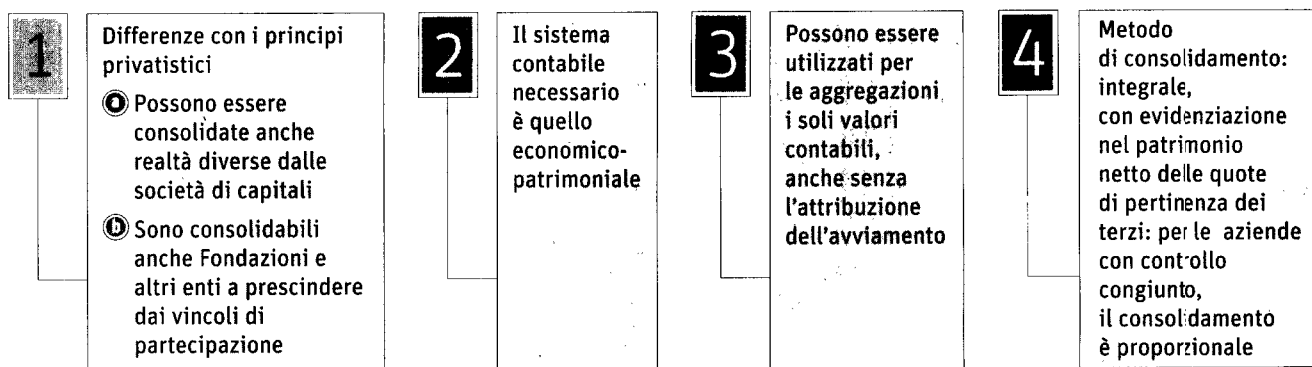 1
Differenze con i principi
privatistici
a Possono essere
consolidate anche
realtà diverse dalle
società di capitali
b Sono consolidabili
anche Fondazioni e
altri enti a prescindere
dai vincoli di
partecipazione
2
Il sistema
contabile
necessario
è quello
economico-
patrimoniale
3
Possono essere
utilizzati per
le aggregazioni
i soli valori
contabili,
anche senza
l'attribuzione
dell'avviamento
4
Metodo
di consolidamento:
integrale,
con evidenziazione
nel patrimonio
netto delle quote
di pertinenza dei
terzi: per le aziende
con controllo
congiunto,
il consolidamento
è proporzionale